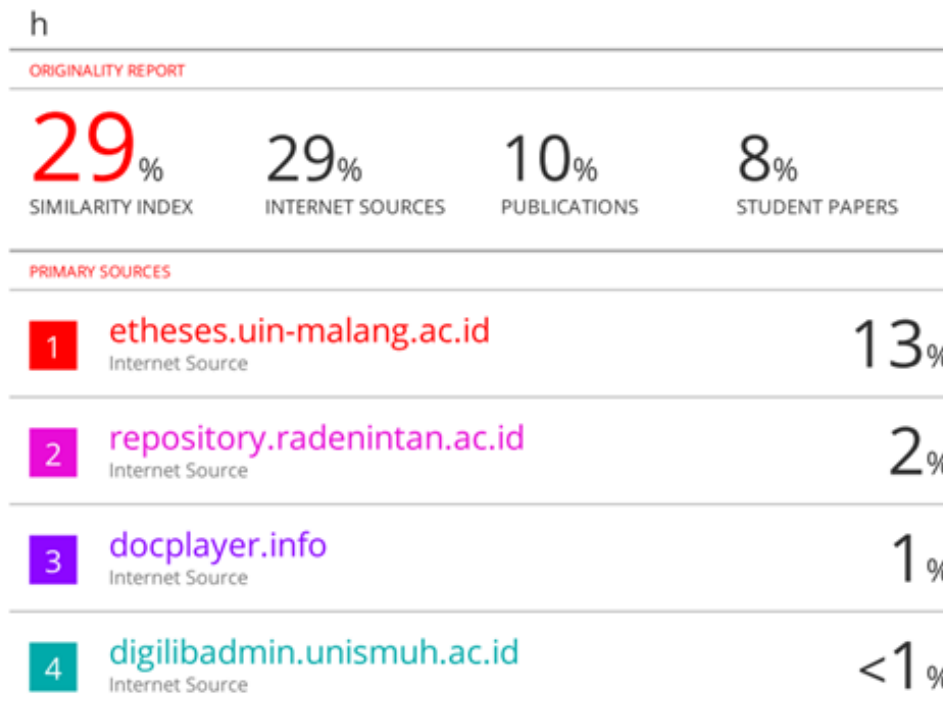 h
ORIGINALITY REPORT
29% 29% 10% 8%
SIMILARITY INDEX INTERNET SOURCES PUBLICATIONS STUDENT PAPERS
PRIMARY SOURCES
1 etheses.uin-malang.ac.id 13%
Internet Source
2 repository.radenintan.ac.id 2%
Internet Source
3 docplayer.info 1%
Internet Source
4 digilibadmin.unismuh.ac.id <1%
Internet Source